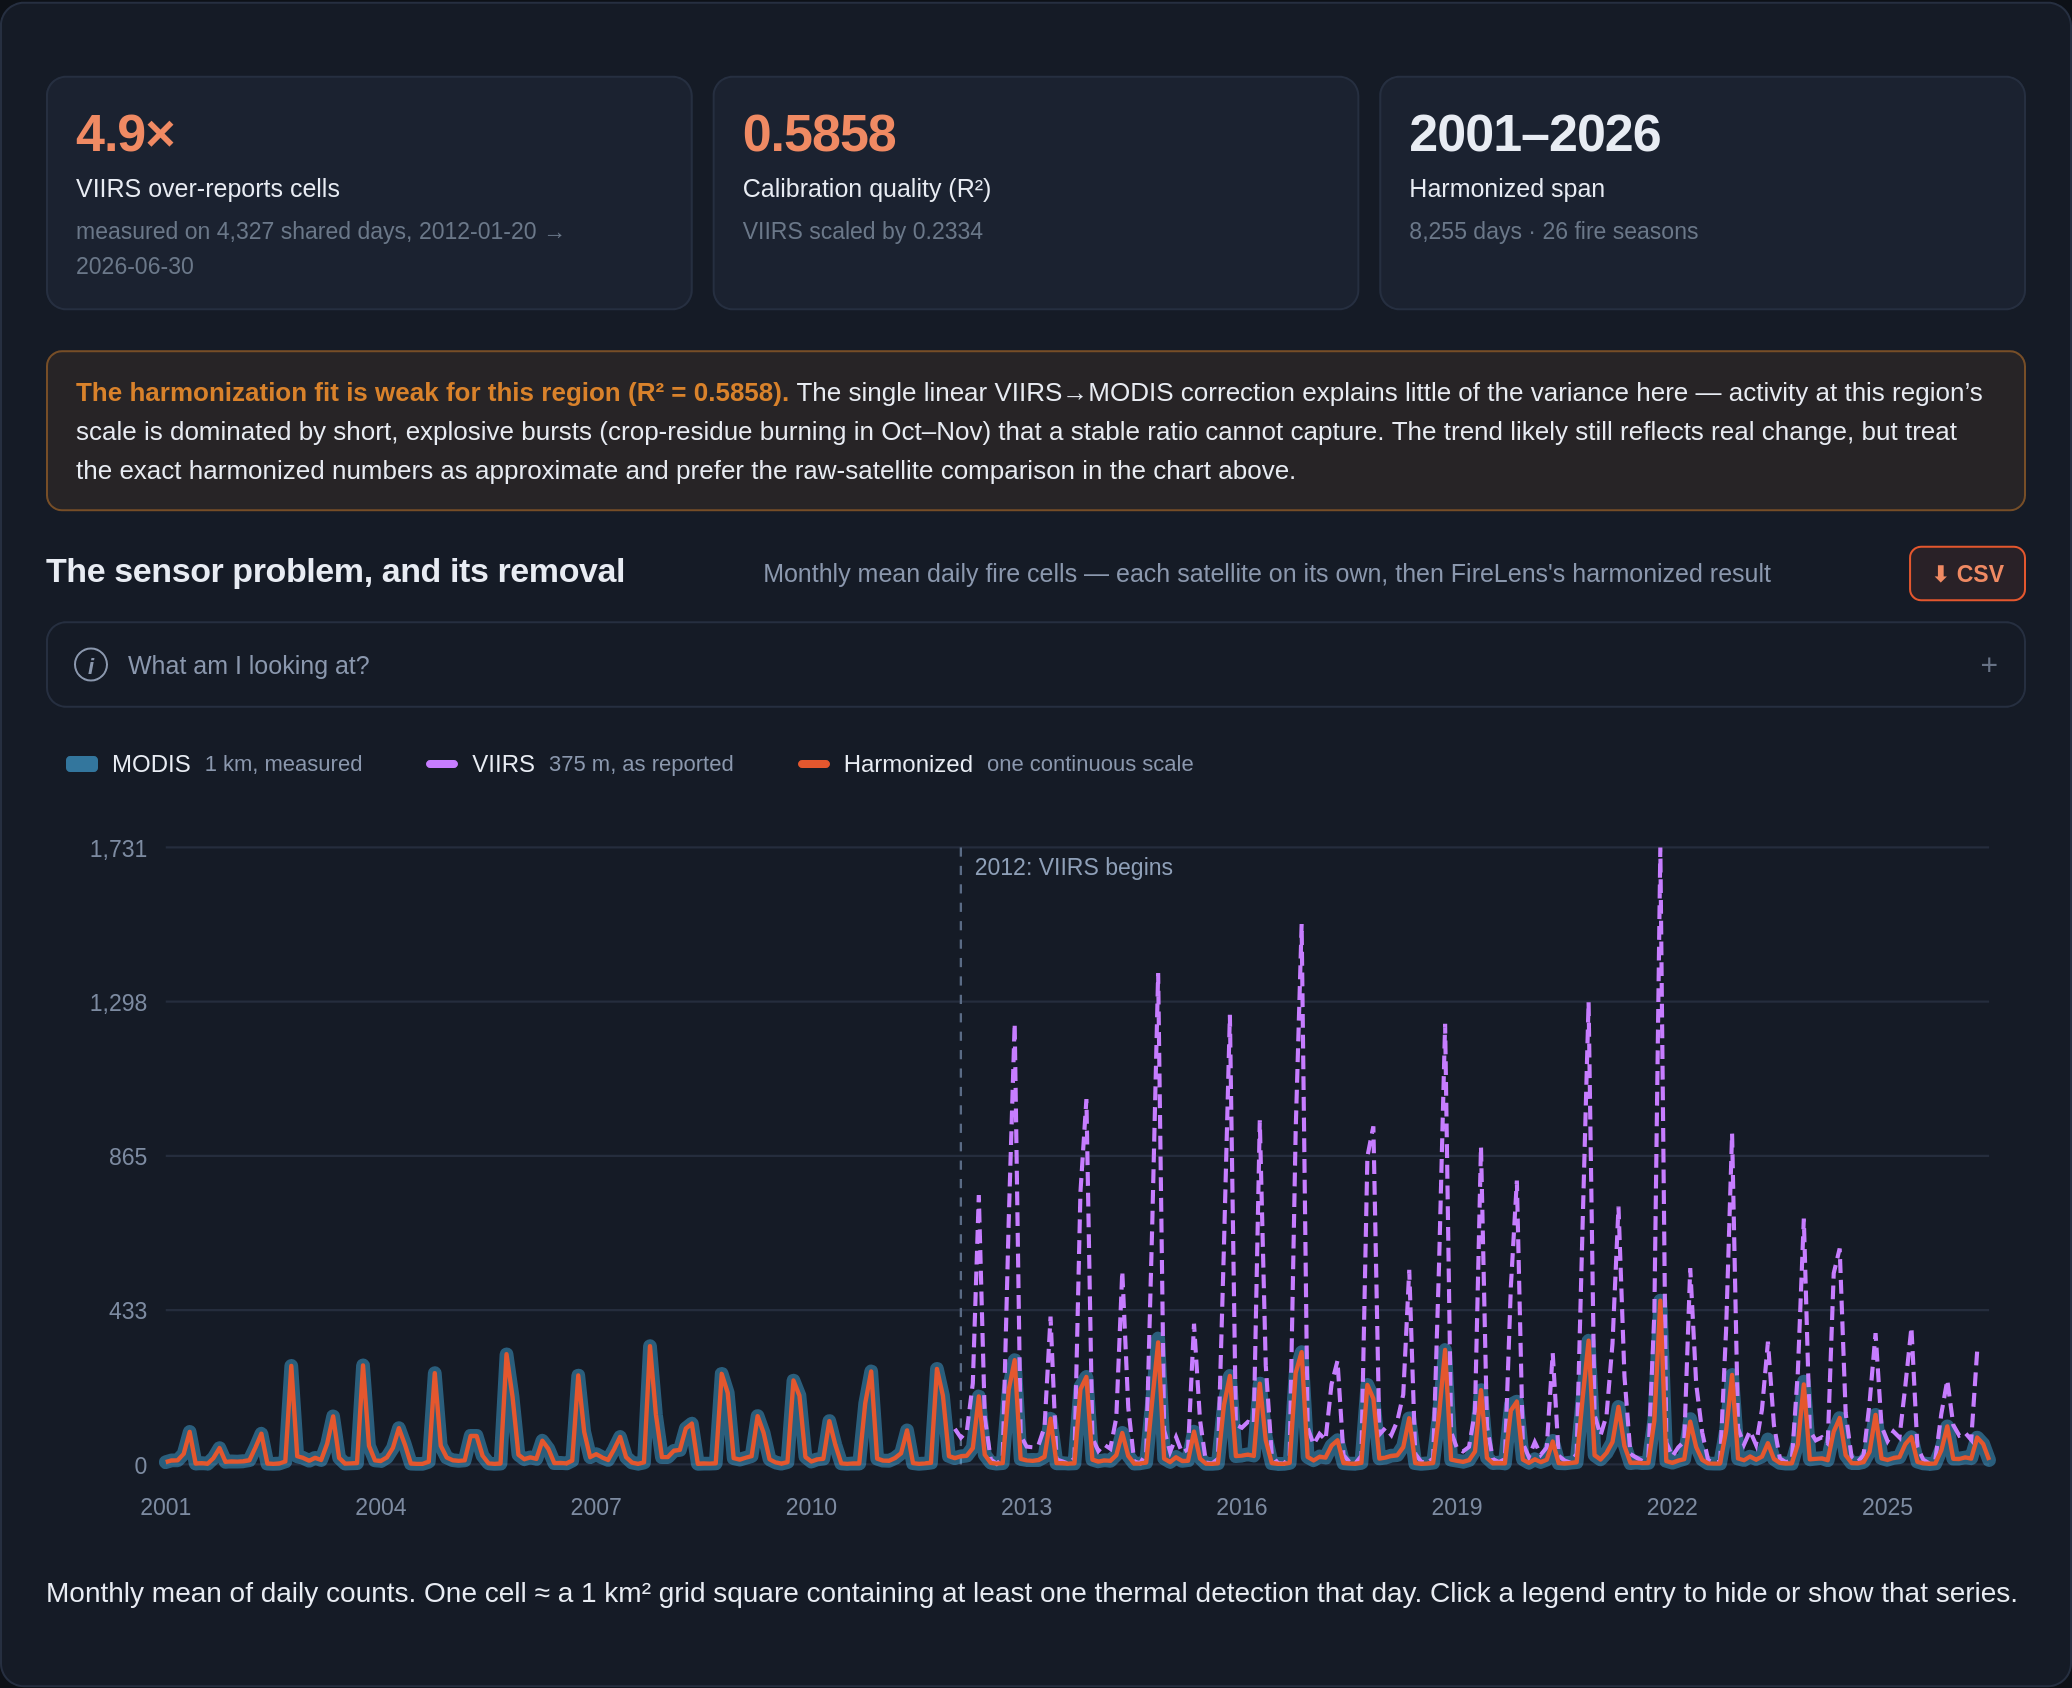 4.9×
VIIRS over-reports cells
measured on 4,327 shared days, 2012-01-20 →
2026-06-30
0.5858
Calibration quality (R²)
VIIRS scaled by 0.2334
2001–2026
Harmonized span
8,255 days · 26 fire seasons
The harmonization fit is weak for this region (R² = 0.5858). The single linear VIIRS→MODIS correction explains little of the variance here — activity at this region’s
scale is dominated by short, explosive bursts (crop-residue burning in Oct–Nov) that a stable ratio cannot capture. The trend likely still reflects real change, but treat
the exact harmonized numbers as approximate and prefer the raw-satellite comparison in the chart above.
The sensor problem, and its removal
Monthly mean daily fire cells — each satellite on its own, then FireLens's harmonized result
⬇ CSV
i What am I looking at? +
MODIS 1 km, measured
VIIRS 375 m, as reported
Harmonized one continuous scale
1,731
2012: VIIRS begins
1,298
865
433
0
2001 2004 2007 2010 2013 2016 2019 2022 2025
Monthly mean of daily counts. One cell ≈ a 1 km² grid square containing at least one thermal detection that day. Click a legend entry to hide or show that series.